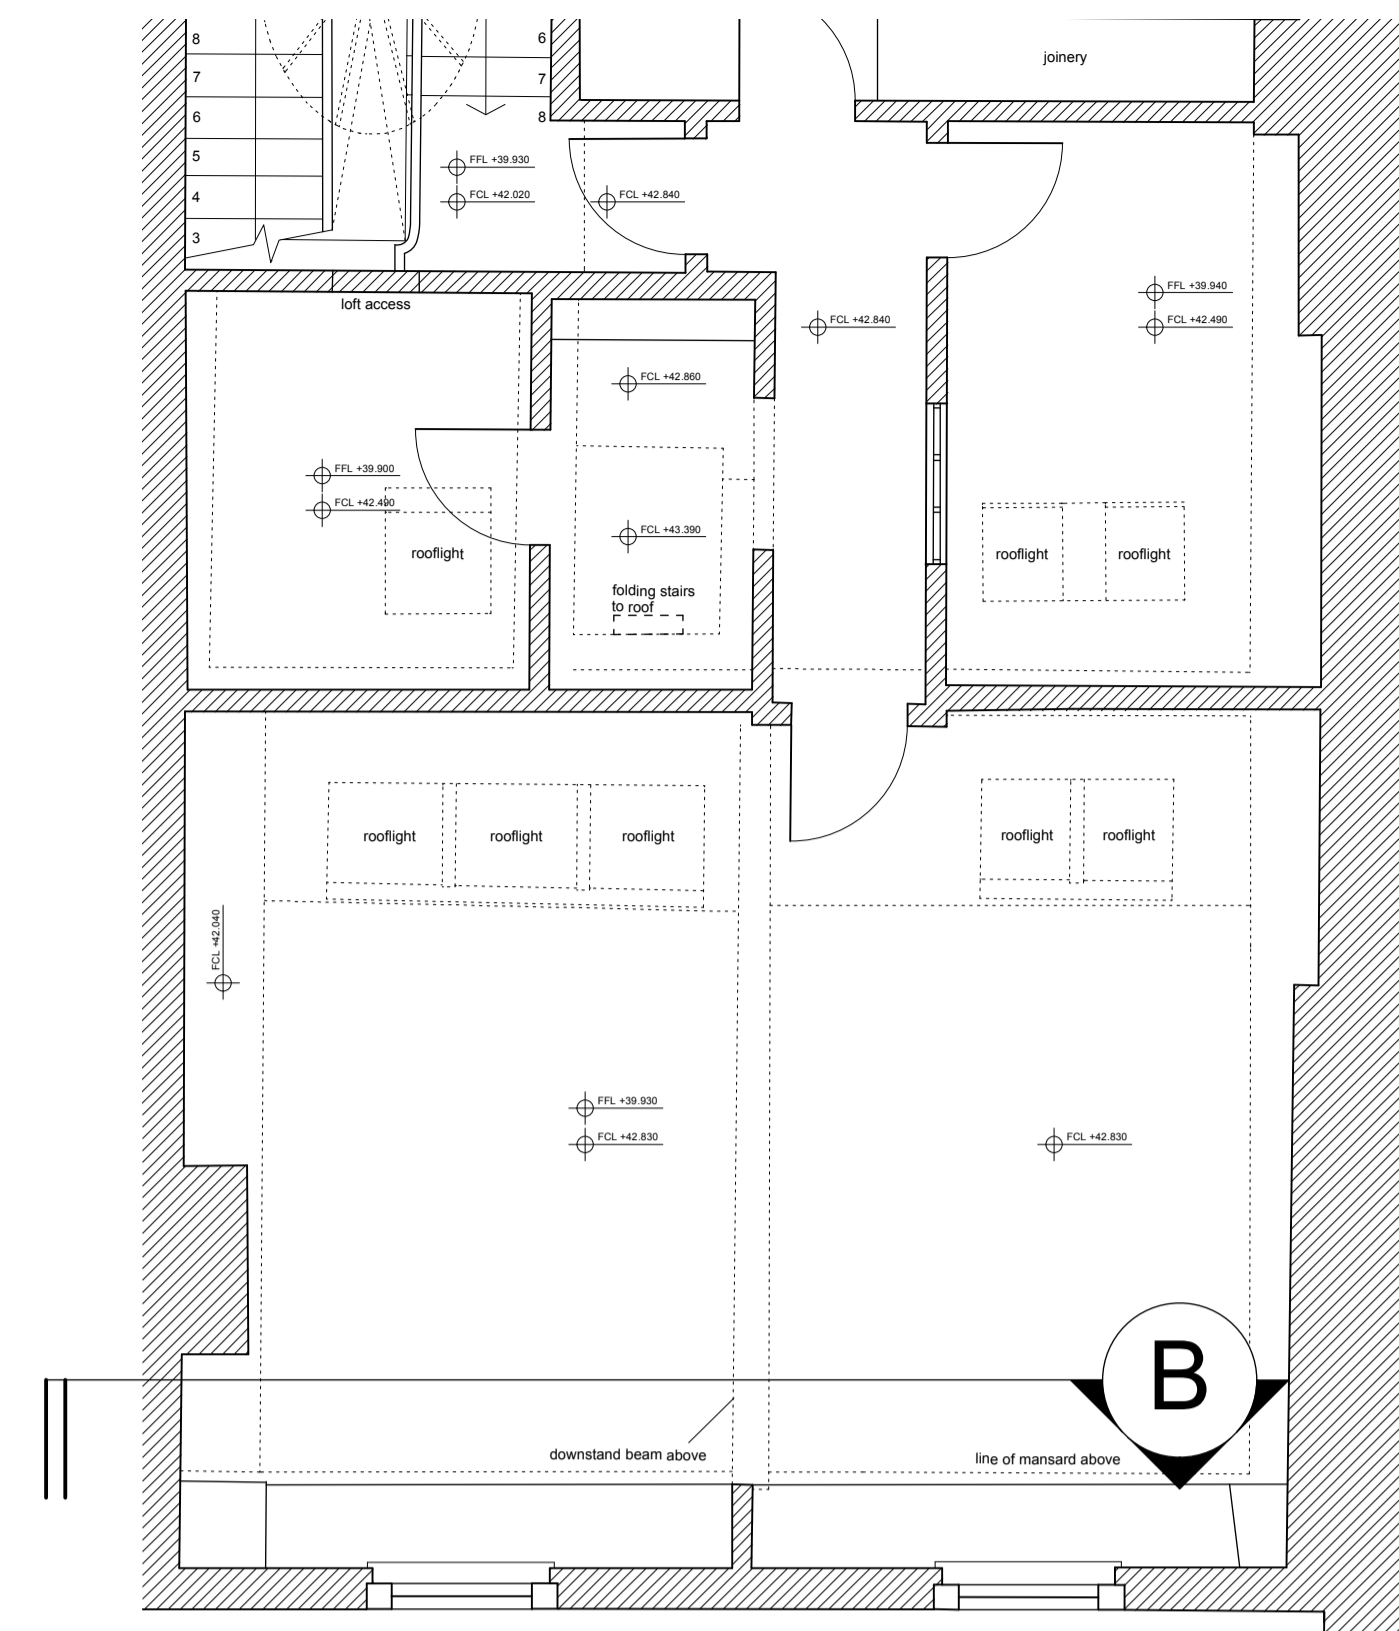 8
7
6
5
4
3
6
7
8
joinery
FFL +39.930
FCL +42.020
FCL +42.840
loft access
FCL +42.840
FFL +39.940
FCL +42.490
FCL +42.860
FFL +39.900
FCL +42.490
rooflight
FCL +43.390
folding stairs
to roof
rooflight
rooflight
rooflight
rooflight
rooflight
rooflight
rooflight
FCL +42.040
FFL +39.930
FCL +42.830
FCL +42.830
B
downstand beam above
line of mansard above